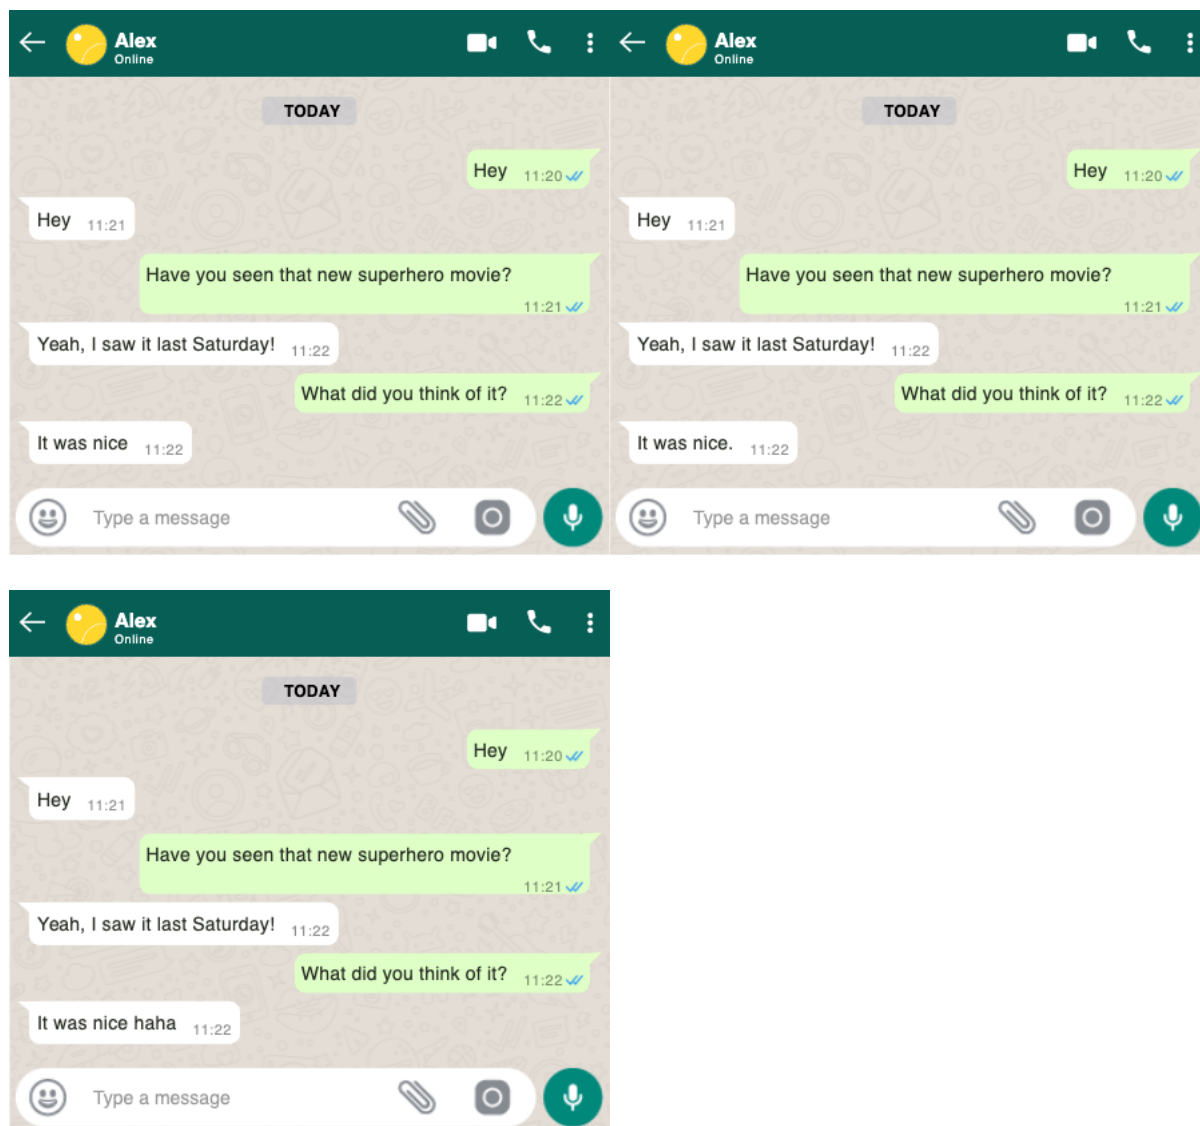 Alex
Online
TODAY
Hey 11:20
Hey 11:21
Have you seen that new superhero movie?
11:21
Yeah, I saw it last Saturday! 11:22
What did you think of it? 11:22
It was nice 11:22
Type a message
Alex
Online
TODAY
Hey 11:20
Hey 11:21
Have you seen that new superhero movie?
11:21
Yeah, I saw it last Saturday! 11:22
What did you think of it? 11:22
It was nice. 11:22
Type a message
Alex
Online
TODAY
Hey 11:20
Hey 11:21
Have you seen that new superhero movie?
11:21
Yeah, I saw it last Saturday! 11:22
What did you think of it? 11:22
It was nice haha 11:22
Type a message